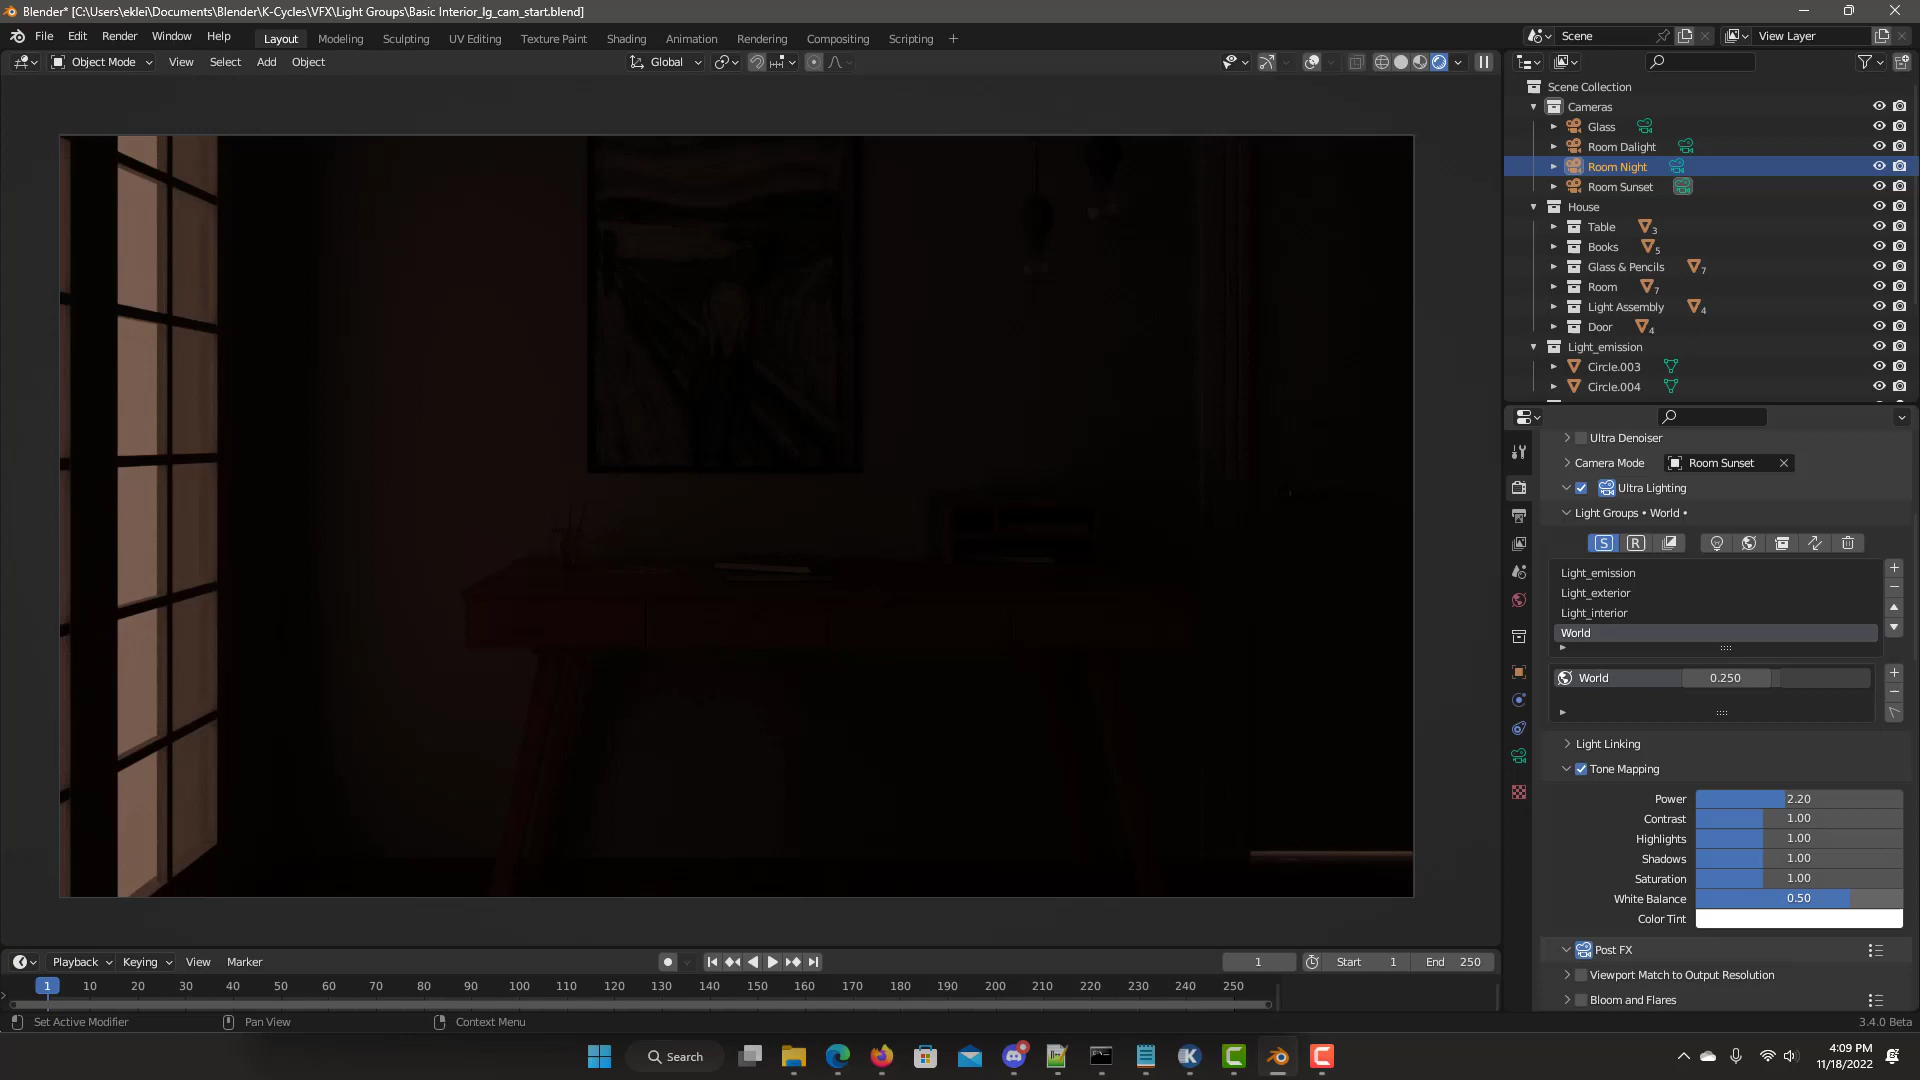 Blender* [C:\Users\eklei\Documents\Blender\K-Cycles\VFX\Light Groups\Basic Interior_lg_cam_start.blend]
File Edit Render Window Help Layout Modeling Sculpting UV Editing Texture Paint Shading Animation Rendering Compositing Scripting + Scene View Layer
Object Mode View Select Add Object Global
Scene Collection
Cameras
Glass
Room Dalight
Room Night
Room Sunset
House
Table 3
Books 5
Glass & Pencils 7
Room 7
Light Assembly 4
Door 4
Light_emission
Circle.003
Circle.004
Ultra Denoiser
Camera Mode Room Sunset
Ultra Lighting
Light Groups • World •
S R
Light_emission
Light_exterior
Light_interior
World
World 0.250
Light Linking
Tone Mapping
Power 2.20
Contrast 1.00
Highlights 1.00
Shadows 1.00
Saturation 1.00
White Balance 0.50
Color Tint
Post FX
Viewport Match to Output Resolution
Bloom and Flares
Playback Keying View Marker 1 Start 1 End 250
1 10 20 30 40 50 60 70 80 90 100 110 120 130 140 150 160 170 180 190 200 210 220 230 240 250
Set Active Modifier Pan View Context Menu 3.4.0 Beta
Search
4:09 PM
11/18/2022